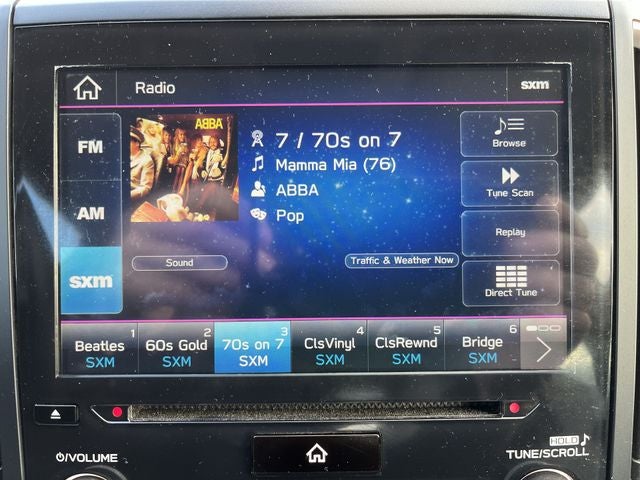 Radio
sxm
FM
AM
sxm
ABBA
7 / 70s on 7
Mamma Mia (76)
ABBA
Pop
Browse
Tune Scan
Replay
Direct Tune
Sound
Traffic & Weather Now
1
Beatles
SXM
2
60s Gold
SXM
3
70s on 7
SXM
4
ClsVinyl
SXM
5
ClsRewnd
SXM
6
Bridge
SXM
/VOLUME
HOLD
TUNE/SCROLL